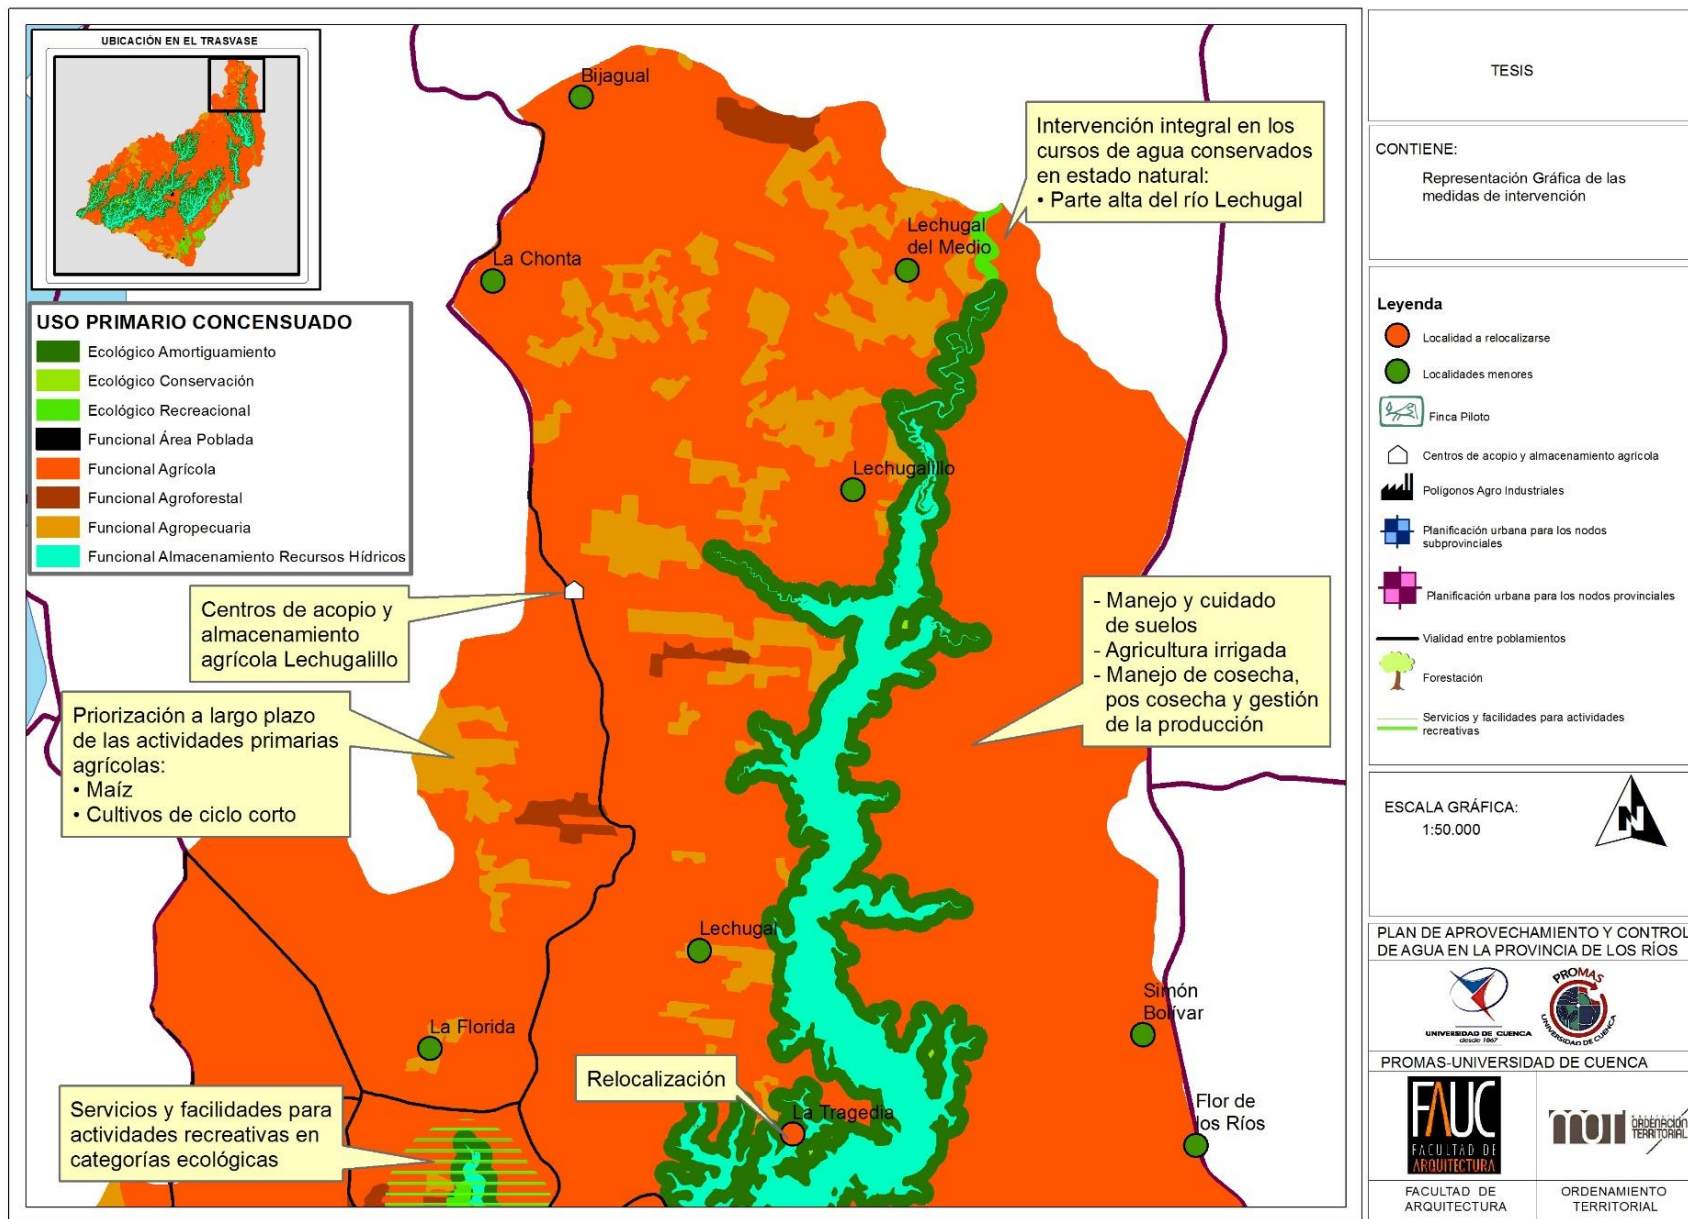 UBICACIÓN EN EL TRASVASE
USO PRIMARIO CONCENSUADO
Ecológico Amortiguamiento
Ecológico Conservación
Ecológico Recreacional
Funcional Área Poblada
Funcional Agrícola
Funcional Agroforestal
Funcional Agropecuaria
Funcional Almacenamiento Recursos Hídricos
Bijagual
Intervención integral en los
cursos de agua conservados
en estado natural:
• Parte alta del río Lechugal
Lechugal
del Medio
La Chonta
Lechugalillo
Centros de acopio y
almacenamiento
agrícola Lechugalillo
- Manejo y cuidado
de suelos
- Agricultura irrigada
- Manejo de cosecha,
pos cosecha y gestión
de la producción
Priorización a largo plazo
de las actividades primarias
agrícolas:
• Maíz
• Cultivos de ciclo corto
Lechugal
Simón
Bolívar
La Florida
Relocalización
La Tragedia
Flor de
los Ríos
Servicios y facilidades para
actividades recreativas en
categorías ecológicas
TESIS
CONTIENE:
Representación Gráfica de las
medidas de intervención
Leyenda
Localidad a relocalizarse
Localidades menores
Finca Piloto
Centros de acopio y almacenamiento agrícola
Polígonos Agro Industriales
Planificación urbana para los nodos
subprovinciales
Planificación urbana para los nodos provinciales
Vialidad entre poblamientos
Forestación
Servicios y facilidades para actividades
recreativas
ESCALA GRÁFICA:
1:50.000
N
PLAN DE APROVECHAMIENTO Y CONTROL
DE AGUA EN LA PROVINCIA DE LOS RÍOS
UNIVERSIDAD DE CUENCA
desde 1867
PROMAS
UNIVERSIDAD DE CUENCA
PROMAS-UNIVERSIDAD DE CUENCA
FAUC
FACULTAD DE
ARQUITECTURA
MOT
ORDENACIÓN
TERRITORIAL
FACULTAD DE
ARQUITECTURA
ORDENAMIENTO
TERRITORIAL